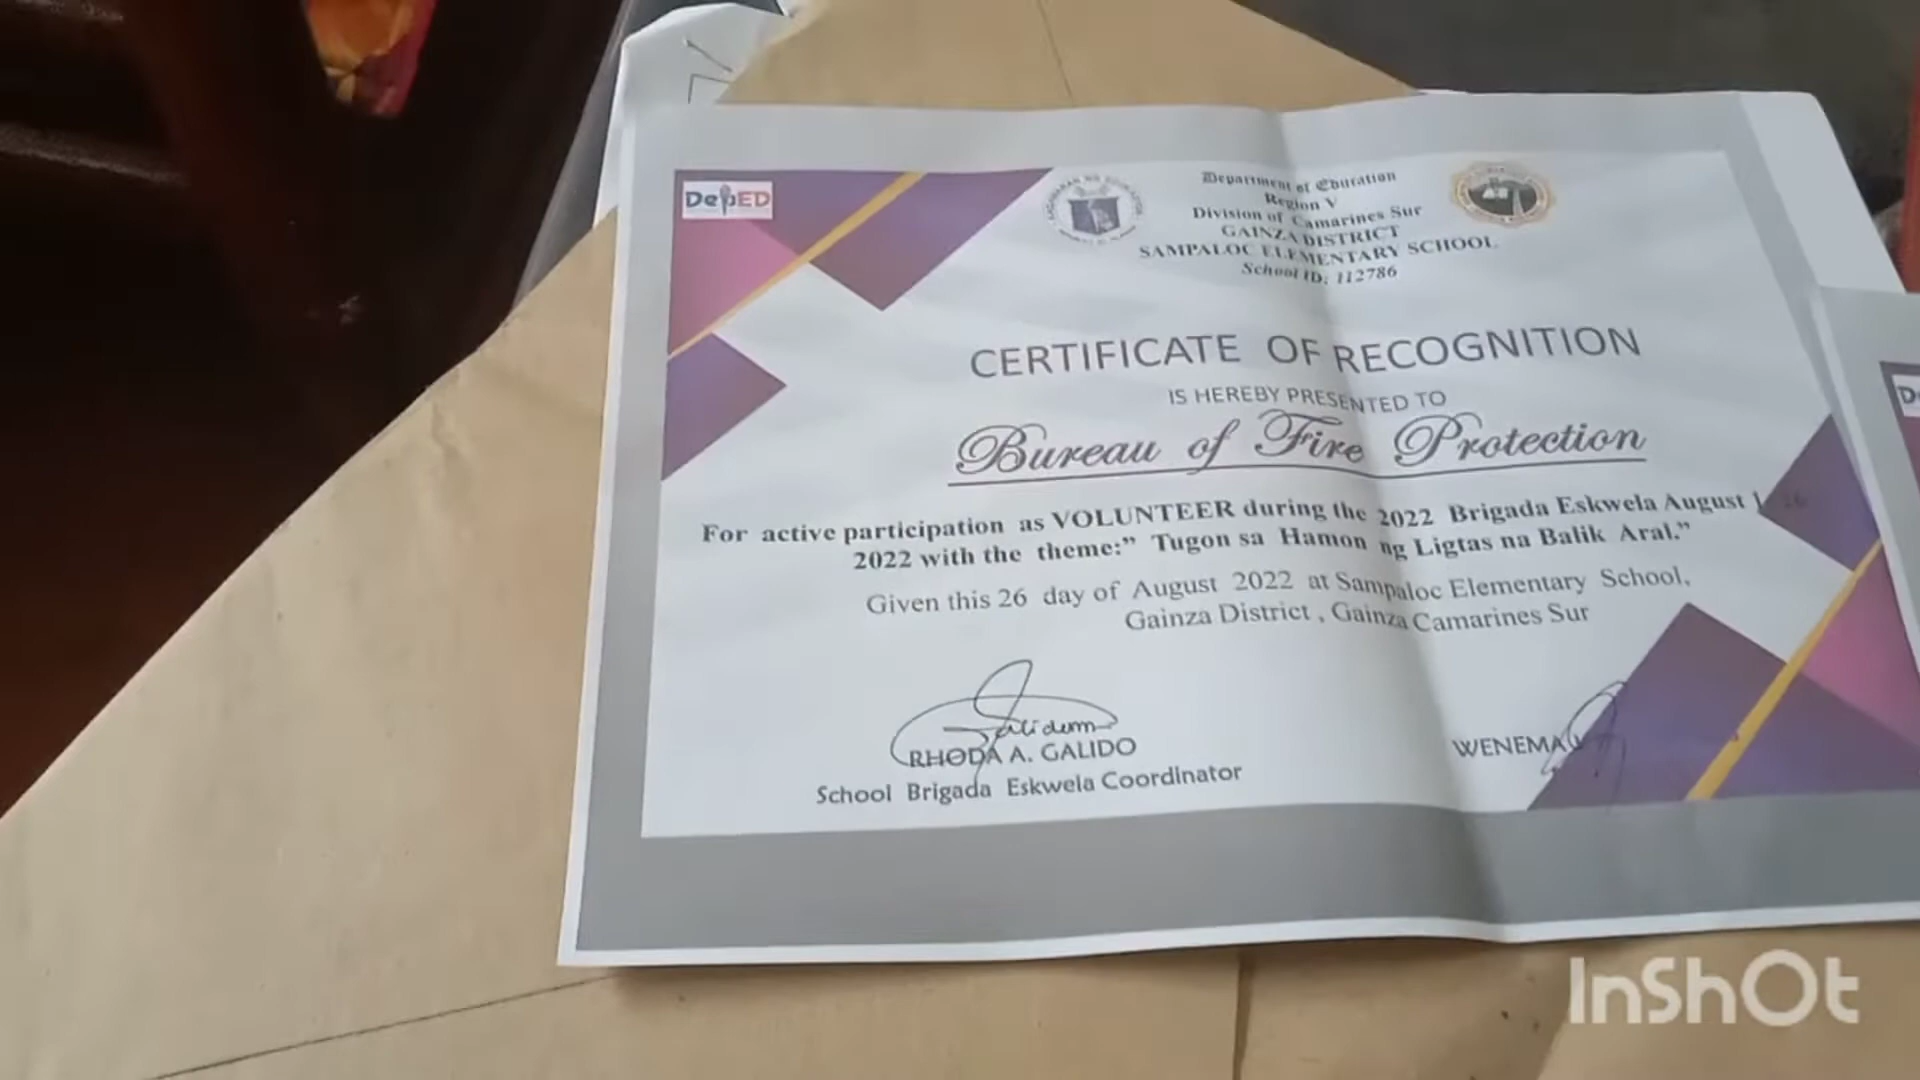 DepED
Department of Education
Region V
Division of Camarines Sur
GAINZA DISTRICT
SAMPALOC ELEMENTARY SCHOOL
School ID: 112786
CERTIFICATE OF RECOGNITION
IS HEREBY PRESENTED TO
Bureau of Fire Protection
For active participation as VOLUNTEER during the 2022 Brigada Eskwela August
2022 with the theme:” Tugon sa Hamon ng Ligtas na Balik Aral.”
Given this 26 day of August 2022 at Sampaloc Elementary School,
Gainza District , Gainza Camarines Sur
RHODA A. GALIDO
School Brigada Eskwela Coordinator
WENEMA
InShOt